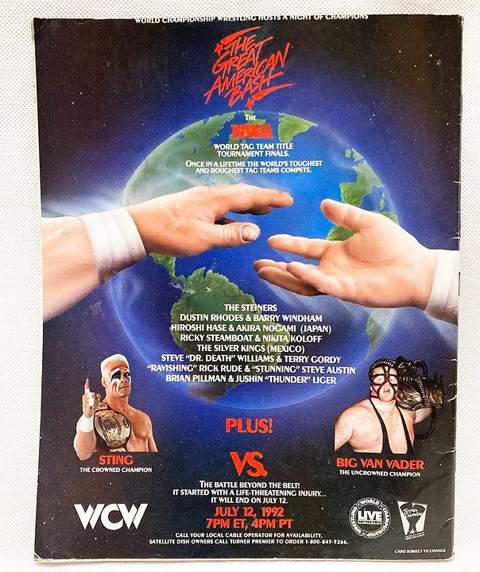 WORLD CHAMPIONSHIP WRESTLING HOSTS A NIGHT OF CHAMPIONS
THE
GREAT
AMERICAN
BASH
THE
NWA
WORLD TAG TEAM TITLE
TOURNAMENT FINALS.
ONCE IN A LIFETIME THE WORLD'S TOUGHEST
AND ROUGHEST TAG TEAMS COMPETE.
THE STEINERS
DUSTIN RHODES & BARRY WINDHAM
HIROSHI HASE & AKIRA NOGAMI (JAPAN)
RICKY STEAMBOAT & NIKITA KOLOFF
THE SILVER KINGS (MEXICO)
STEVE "DR. DEATH" WILLIAMS & TERRY GORDY
"RAVISHING" RICK RUDE & "STUNNING" STEVE AUSTIN
BRIAN PILLMAN & JUSHIN "THUNDER" LIGER
PLUS!
STING
THE CROWNED CHAMPION
VS.
BIG VAN VADER
THE UNCROWNED CHAMPION
THE BATTLE BEYOND THE BELT!
IT STARTED WITH A LIFE-THREATENING INJURY...
IT WILL END ON JULY 12.
JULY 12, 1992
7PM ET, 4PM PT
WCW
CALL YOUR LOCAL CABLE OPERATOR FOR AVAILABILITY.
SATELLITE DISH OWNERS CALL TURNER PREMIER TO ORDER 1-800-847-9266.
WORLD CHAMPIONSHIP WRESTLING
LIVE
CARD SUBJECT TO CHANGE